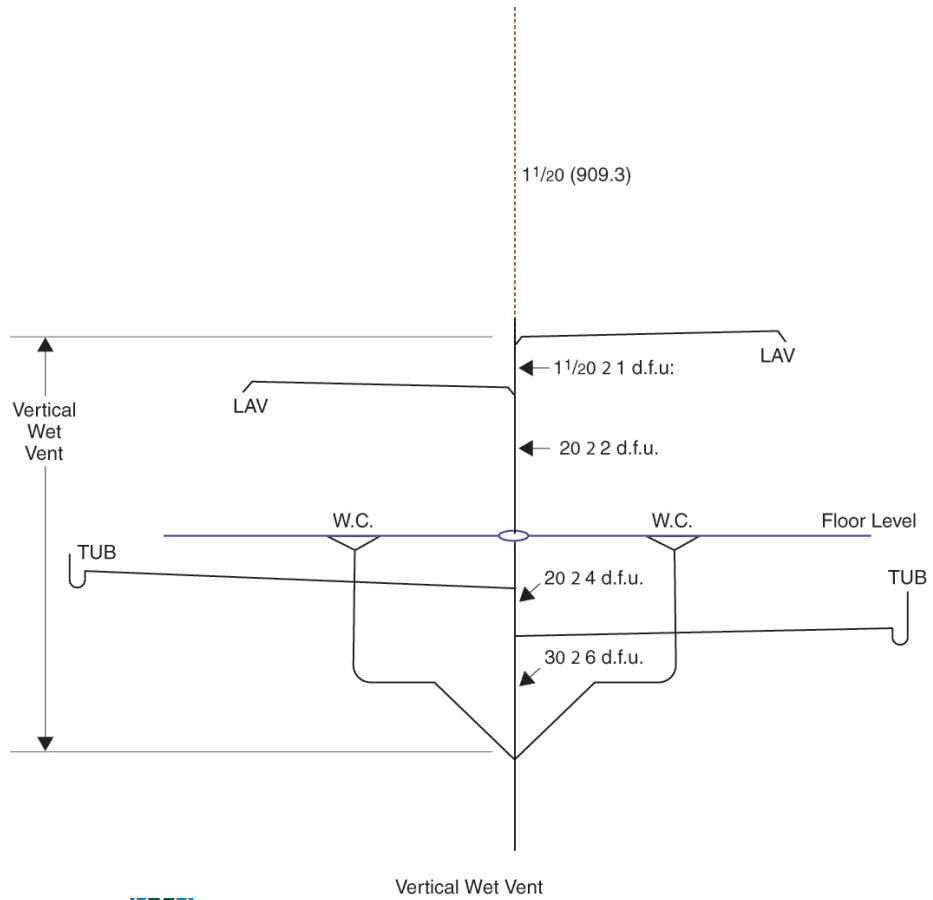 1¹/20 (909.3)
LAV
1¹/20 2 1 d.f.u:
LAV
Vertical
Wet
Vent
20 2 2 d.f.u.
W.C.
W.C.
Floor Level
TUB
20 2 4 d.f.u.
TUB
30 2 6 d.f.u.
Vertical Wet Vent